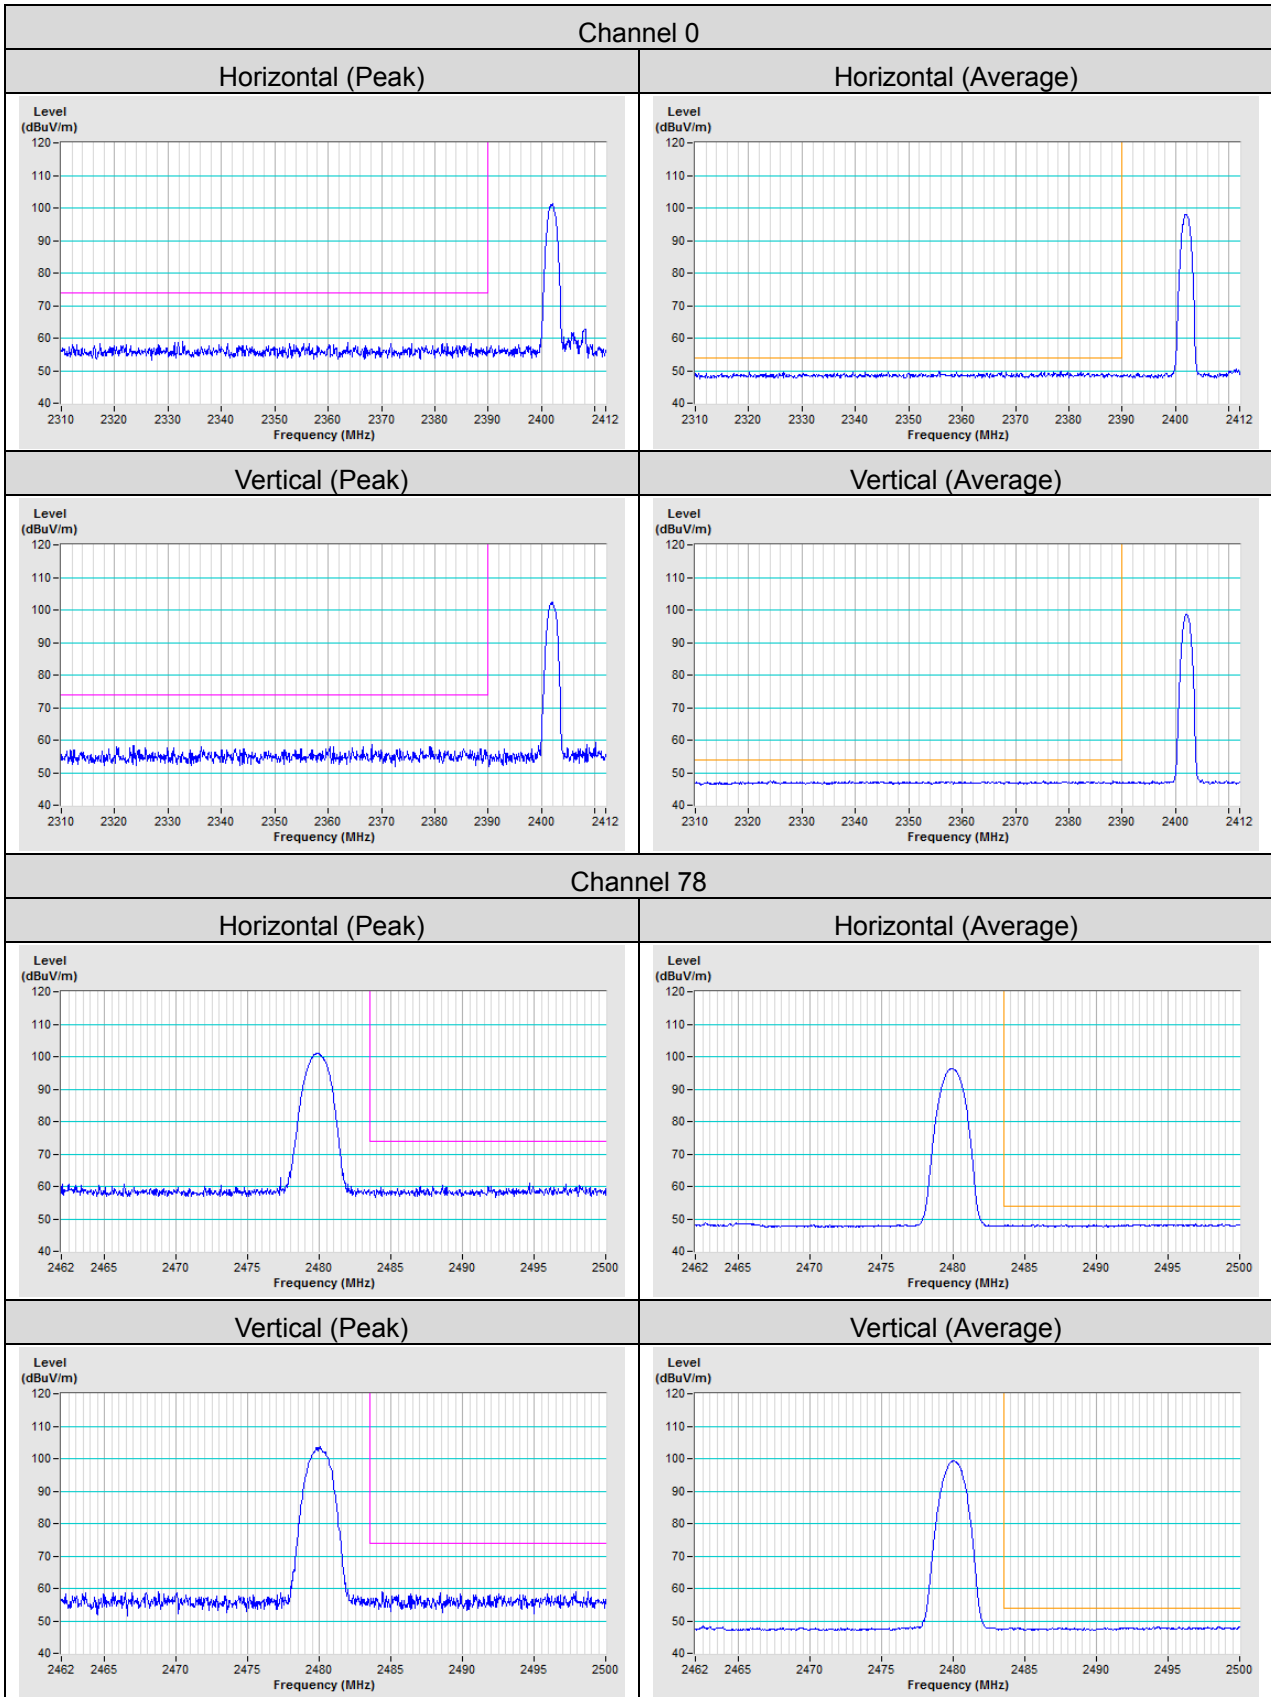 Channel 0
Horizontal (Peak)
Horizontal (Average)
Level
(dBuV/m)
120
110
100
90
80
70
60
50
40
2310 2320 2330 2340 2350 2360 2370 2380 2390 2400 2412
Frequency (MHz)
Level
(dBuV/m)
120
110
100
90
80
70
60
50
40
2310 2320 2330 2340 2350 2360 2370 2380 2390 2400 2412
Frequency (MHz)
Vertical (Peak)
Vertical (Average)
Level
(dBuV/m)
120
110
100
90
80
70
60
50
40
2310 2320 2330 2340 2350 2360 2370 2380 2390 2400 2412
Frequency (MHz)
Level
(dBuV/m)
120
110
100
90
80
70
60
50
40
2310 2320 2330 2340 2350 2360 2370 2380 2390 2400 2412
Frequency (MHz)
Channel 78
Horizontal (Peak)
Horizontal (Average)
Level
(dBuV/m)
120
110
100
90
80
70
60
50
40
2462 2465 2470 2475 2480 2485 2490 2495 2500
Frequency (MHz)
Level
(dBuV/m)
120
110
100
90
80
70
60
50
40
2462 2465 2470 2475 2480 2485 2490 2495 2500
Frequency (MHz)
Vertical (Peak)
Vertical (Average)
Level
(dBuV/m)
120
110
100
90
80
70
60
50
40
2462 2465 2470 2475 2480 2485 2490 2495 2500
Frequency (MHz)
Level
(dBuV/m)
120
110
100
90
80
70
60
50
40
2462 2465 2470 2475 2480 2485 2490 2495 2500
Frequency (MHz)